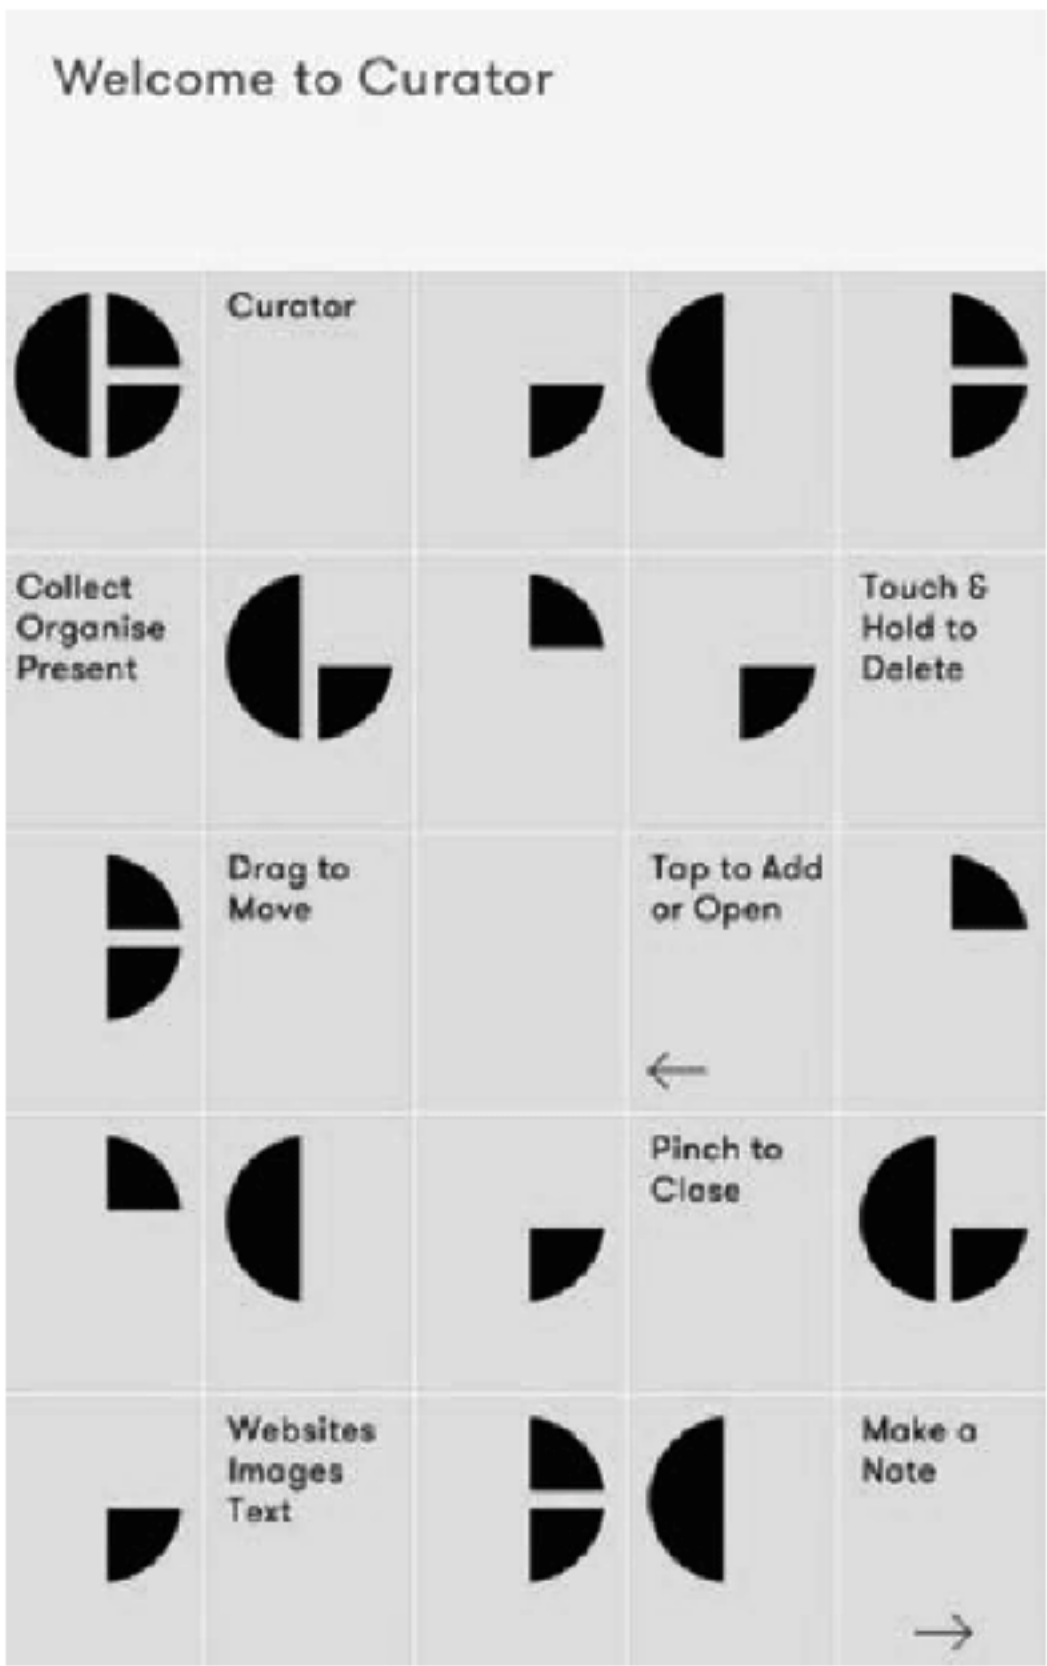 Welcome to Curator
Curator
Collect
Organise
Present
Touch &
Hold to
Delete
Drag to
Move
Tap to Add
or Open
←
Pinch to
Close
Websites
Images
Text
Make a
Note
→